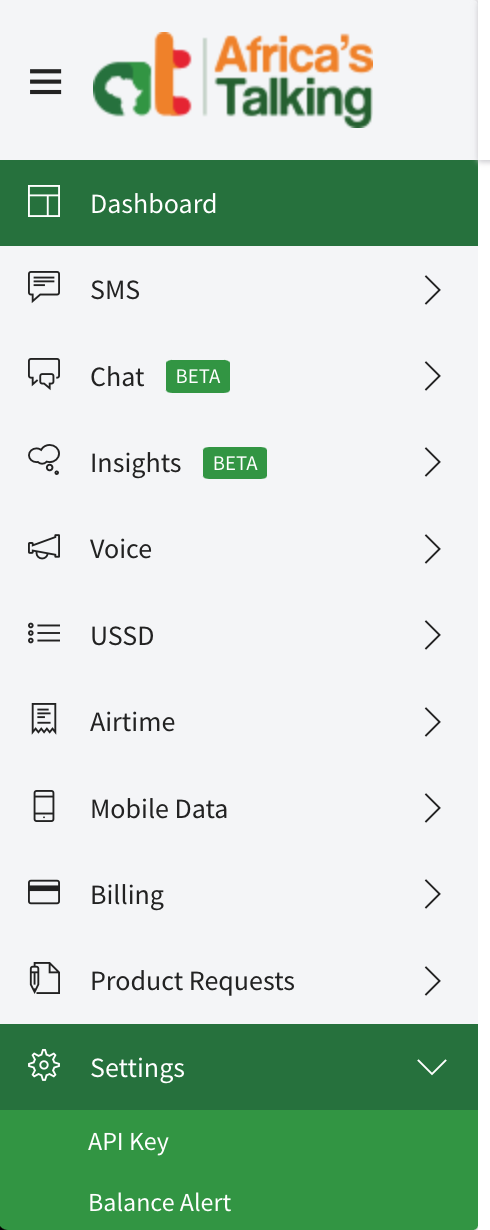 Africa's
Talking
Dashboard
SMS
Chat BETA
Insights BETA
Voice
USSD
Airtime
Mobile Data
Billing
Product Requests
Settings
API Key
Balance Alert